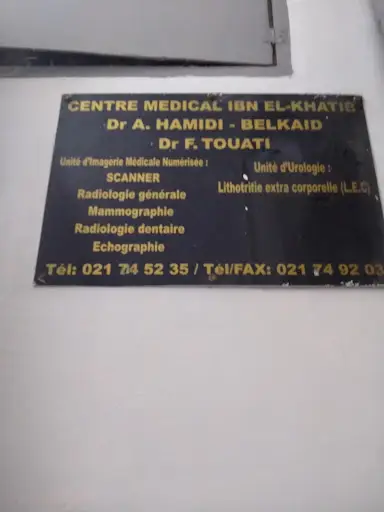 CENTRE MEDICAL IBN EL-KHATIB
Dr A. HAMIDI - BELKAID
Dr F. TOUATI
Unité d'Imagerie Médicale Numérisée :
SCANNER
Radiologie générale
Mammographie
Radiologie dentaire
Echographie
Unité d'Urologie :
Lithotritie extra corporelle (L.E.C)
Tél: 021 74 52 35 / Tél/FAX: 021 74 92 03